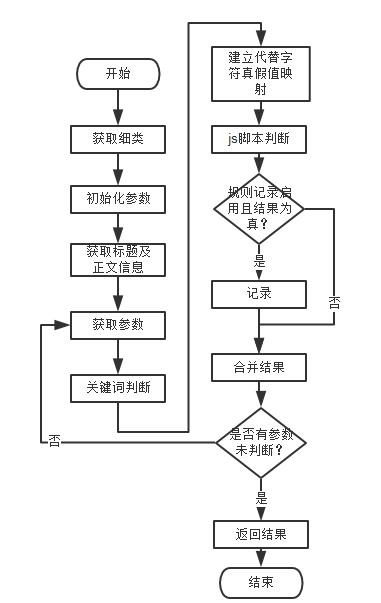 开始
获取细类
初始化参数
获取标题及
正文信息
获取参数
关键词判断
否
建立代替字
符真假值映
射
js脚本判断
规则记录启
用且结果为
真？
是
否
记录
合并结果
是否有参数
未判断？
是
返回结果
结束